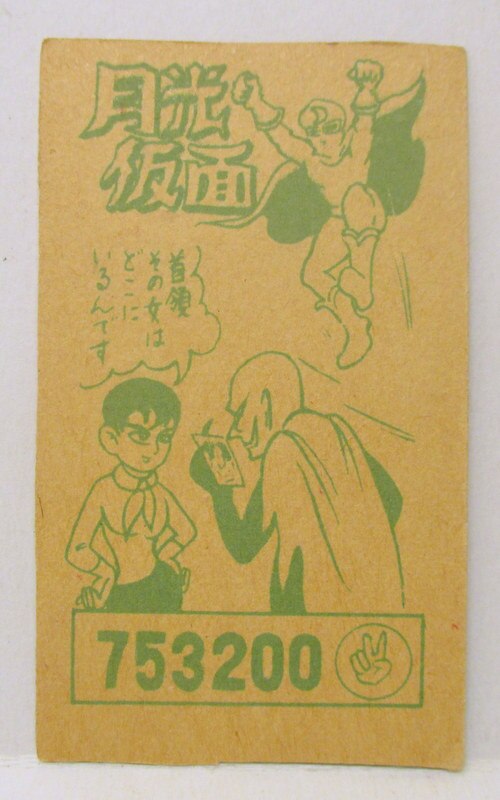 月光
仮面
首領
その女は
どこに
いるんです
753200